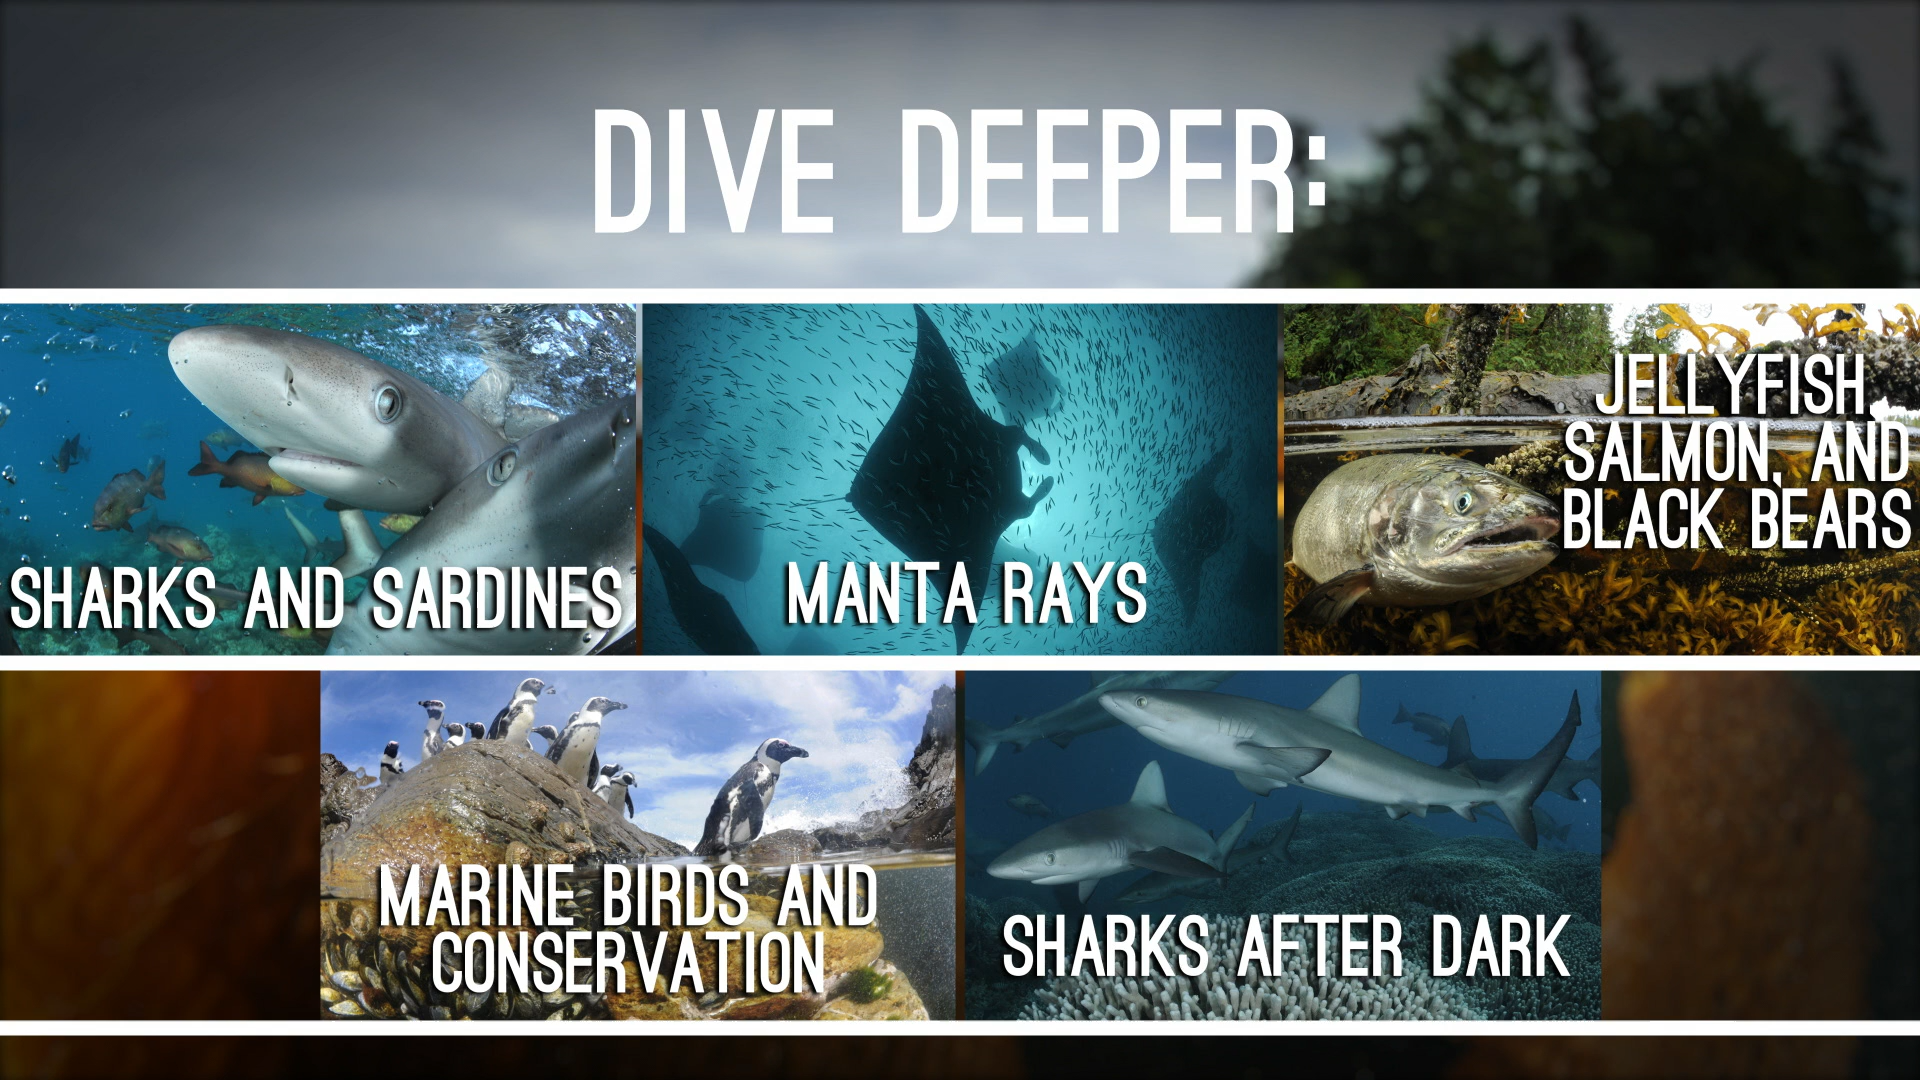 DIVE DEEPER:
SHARKS AND SARDINES
MANTA RAYS
JELLYFISH,
SALMON, AND
BLACK BEARS
MARINE BIRDS AND
CONSERVATION
SHARKS AFTER DARK